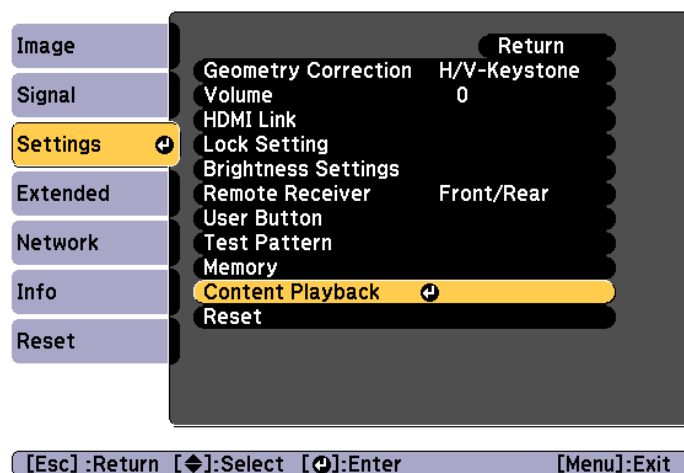 Image
Signal
Settings
Extended
Network
Info
Reset
Return
Geometry Correction H/V-Keystone
Volume 0
HDMI Link
Lock Setting
Brightness Settings
Remote Receiver Front/Rear
User Button
Test Pattern
Memory
Content Playback
Reset
[Esc] :Return [◆]:Select [↵]:Enter [Menu]:Exit